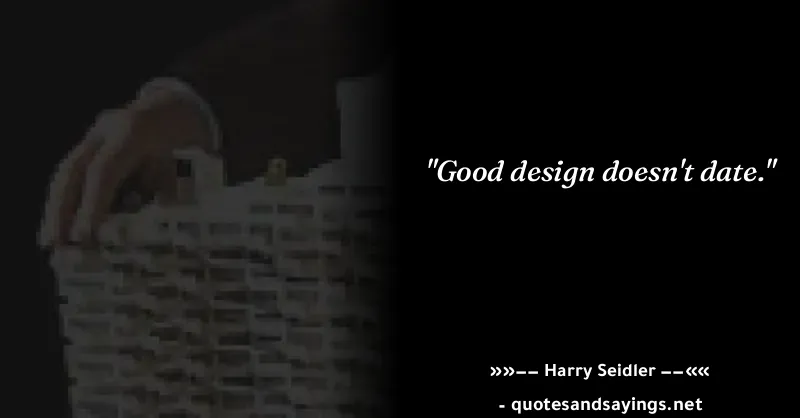 "Good design doesn't date."
»»–– Harry Seidler ––««
- quotesandsayings.net